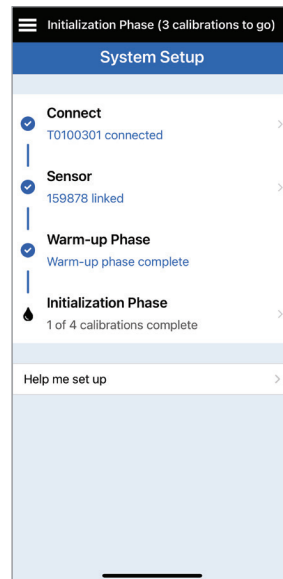 Initialization Phase (3 calibrations to go)
System Setup
Connect
T0100301 connected
Sensor
159878 linked
Warm-up Phase
Warm-up phase complete
Initialization Phase
1 of 4 calibrations complete
Help me set up